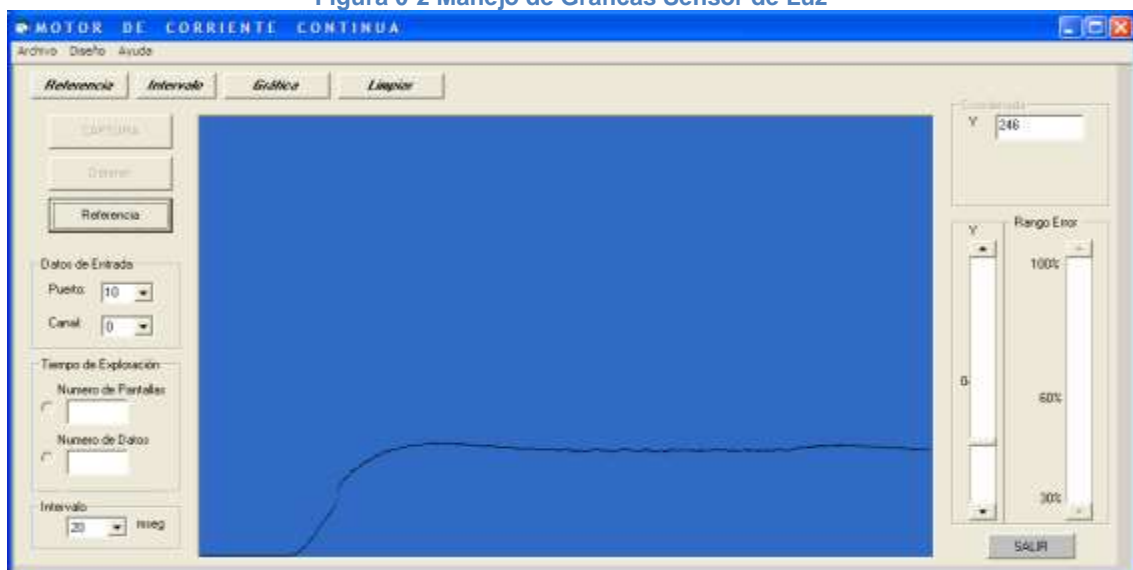 Figura 6-2 Manejo de Gráficas Sensor de Luz
MOTOR DE CORRIENTE CONTINUA
Archivo Diseño Ayuda
Referencia Intervalo Gráfica Limpiar
CAPTURA
Detener
Referencia
Datos de Entrada
Puerto: 10
Canal: 0
Tiempo de Exploración
Numero de Pantallas
Numero de Datos
Intervalo
20 mseg
Coordenada
Y 246
Y
0
Rango Error
100%
60%
30%
SALIR